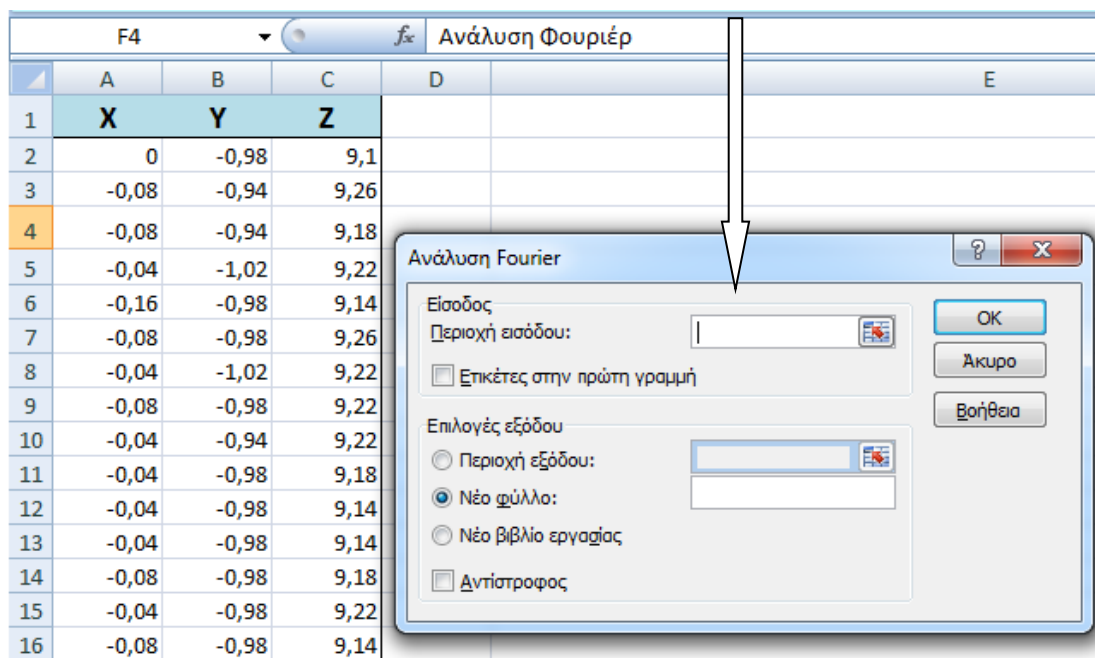 F4 fx Ανάλυση Φουριέρ
A B C D E
1 X Y Z
2 0 -0,98 9,1
3 -0,08 -0,94 9,26
4 -0,08 -0,94 9,18
5 -0,04 -1,02 9,22
6 -0,16 -0,98 9,14
7 -0,08 -0,98 9,26
8 -0,04 -1,02 9,22
9 -0,08 -0,98 9,22
10 -0,04 -0,94 9,22
11 -0,04 -0,98 9,18
12 -0,04 -0,98 9,14
13 -0,04 -0,98 9,14
14 -0,08 -0,98 9,18
15 -0,04 -0,98 9,22
16 -0,08 -0,98 9,14
Ανάλυση Fourier ? X
Είσοδος
Περιοχή εισόδου:
Ετικέτες στην πρώτη γραμμή
Επιλογές εξόδου
Περιοχή εξόδου:
Νέο φύλλο:
Νέο βιβλίο εργασίας
Αντίστροφος
OK
Άκυρο
Βοήθεια